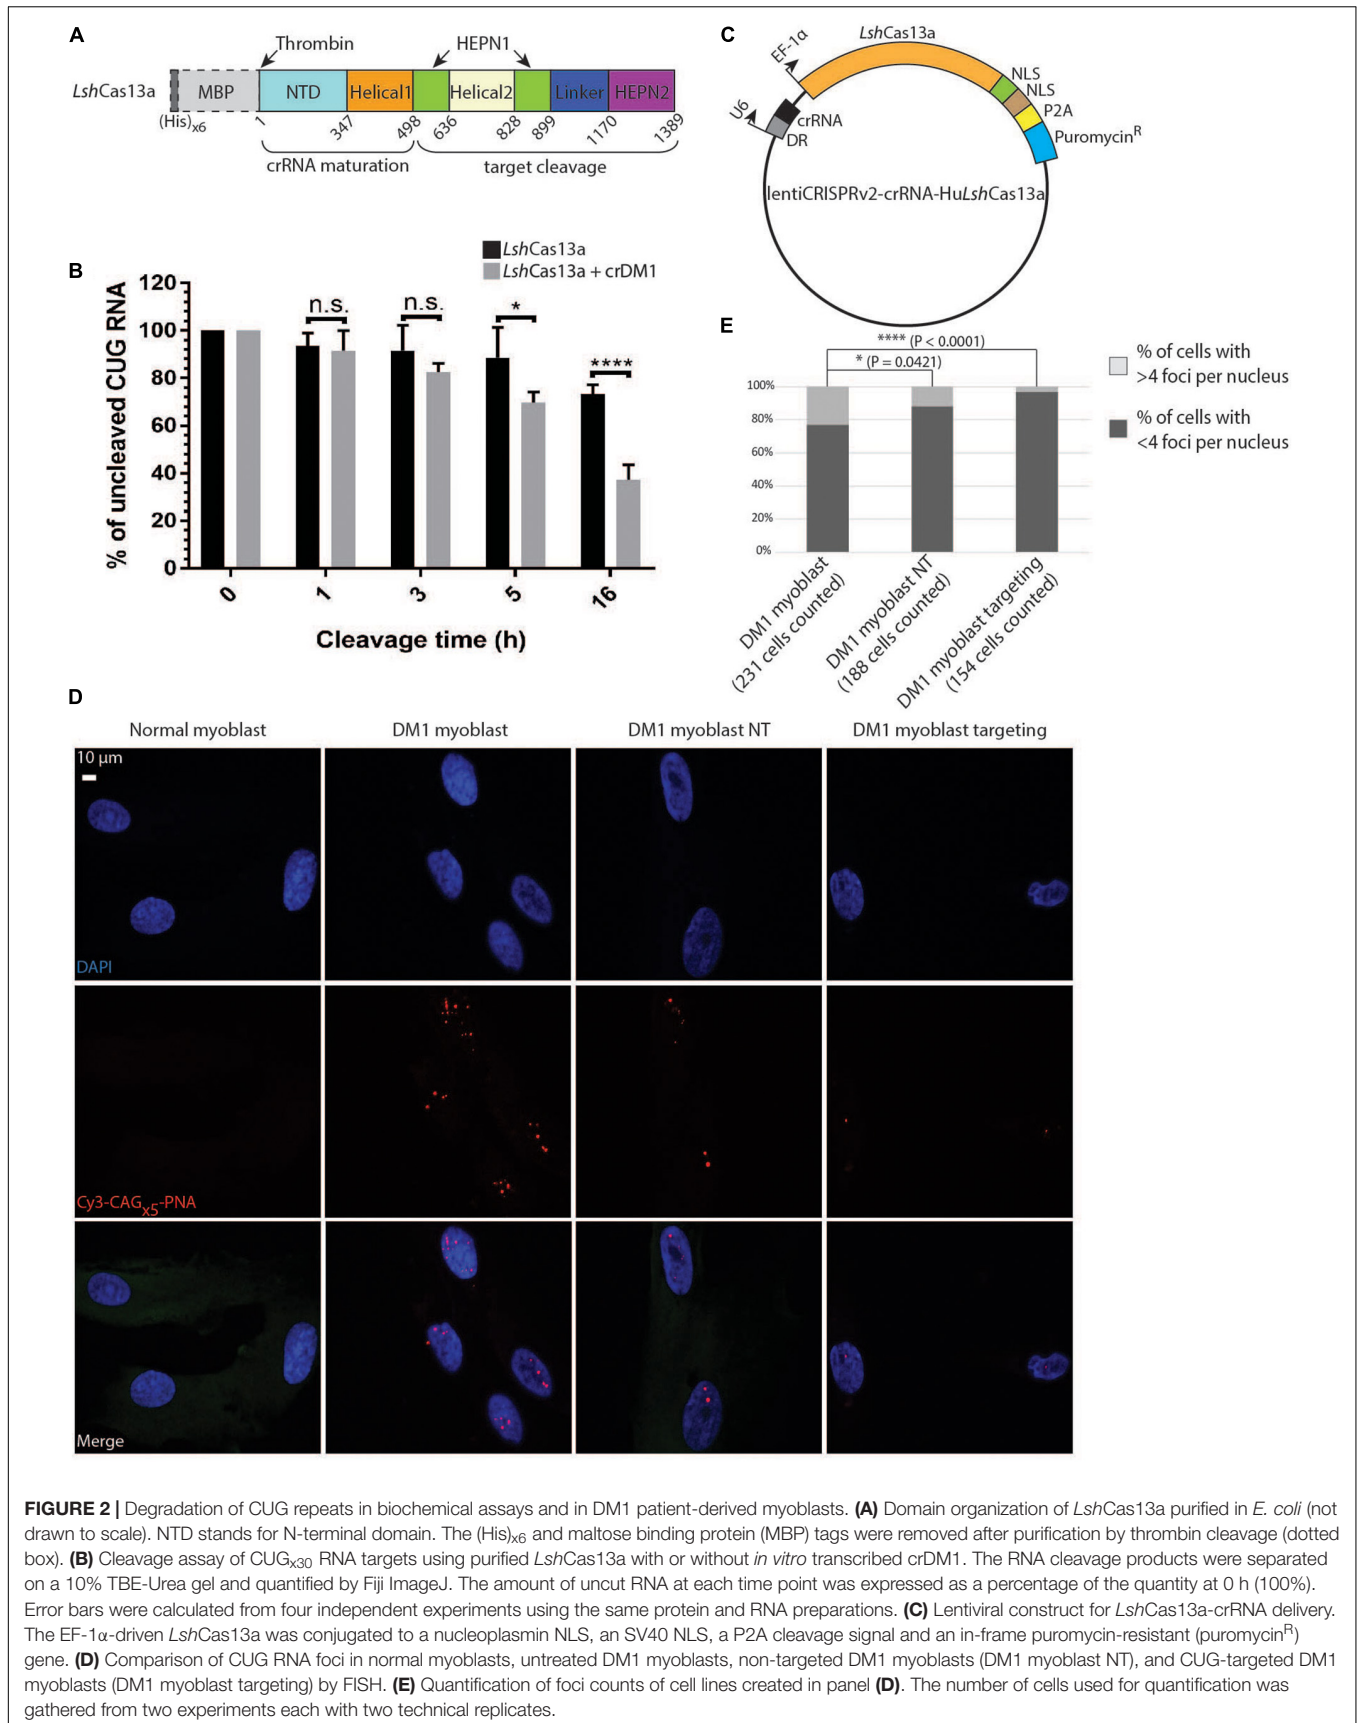 A
Thrombin
HEPN1
LshCas13a
MBP
NTD
Helical1
Helical2
Linker
HEPN2
(His)x6
1
347
498
636
828
899
1170
1389
crRNA maturation
target cleavage
C
EF-1α
LshCas13a
NLS
NLS
P2A
Puromycin^R
U6
crRNA
DR
lentiCRISPRv2-crRNA-HuLshCas13a
B
LshCas13a
LshCas13a + crDM1
% of uncleaved CUG RNA
120
100
80
60
40
20
0
n.s.
n.s.
*
****
0
1
3
5
16
Cleavage time (h)
E
**** (P < 0.0001)
* (P = 0.0421)
% of cells with
>4 foci per nucleus
% of cells with
<4 foci per nucleus
100%
80%
60%
40%
20%
0%
DM1 myoblast
(231 cells counted)
DM1 myoblast NT
(188 cells counted)
DM1 myoblast targeting
(154 cells counted)
D
Normal myoblast
DM1 myoblast
DM1 myoblast NT
DM1 myoblast targeting
10 µm
DAPI
Cy3-CAGx5-PNA
Merge
FIGURE 2 | Degradation of CUG repeats in biochemical assays and in DM1 patient-derived myoblasts. (A) Domain organization of LshCas13a purified in E. coli (not
drawn to scale). NTD stands for N-terminal domain. The (His)x6 and maltose binding protein (MBP) tags were removed after purification by thrombin cleavage (dotted
box). (B) Cleavage assay of CUGx30 RNA targets using purified LshCas13a with or without in vitro transcribed crDM1. The RNA cleavage products were separated
on a 10% TBE-Urea gel and quantified by Fiji ImageJ. The amount of uncut RNA at each time point was expressed as a percentage of the quantity at 0 h (100%).
Error bars were calculated from four independent experiments using the same protein and RNA preparations. (C) Lentiviral construct for LshCas13a-crRNA delivery.
The EF-1α-driven LshCas13a was conjugated to a nucleoplasmin NLS, an SV40 NLS, a P2A cleavage signal and an in-frame puromycin-resistant (puromycin^R)
gene. (D) Comparison of CUG RNA foci in normal myoblasts, untreated DM1 myoblasts, non-targeted DM1 myoblasts (DM1 myoblast NT), and CUG-targeted DM1
myoblasts (DM1 myoblast targeting) by FISH. (E) Quantification of foci counts of cell lines created in panel (D). The number of cells used for quantification was
gathered from two experiments each with two technical replicates.